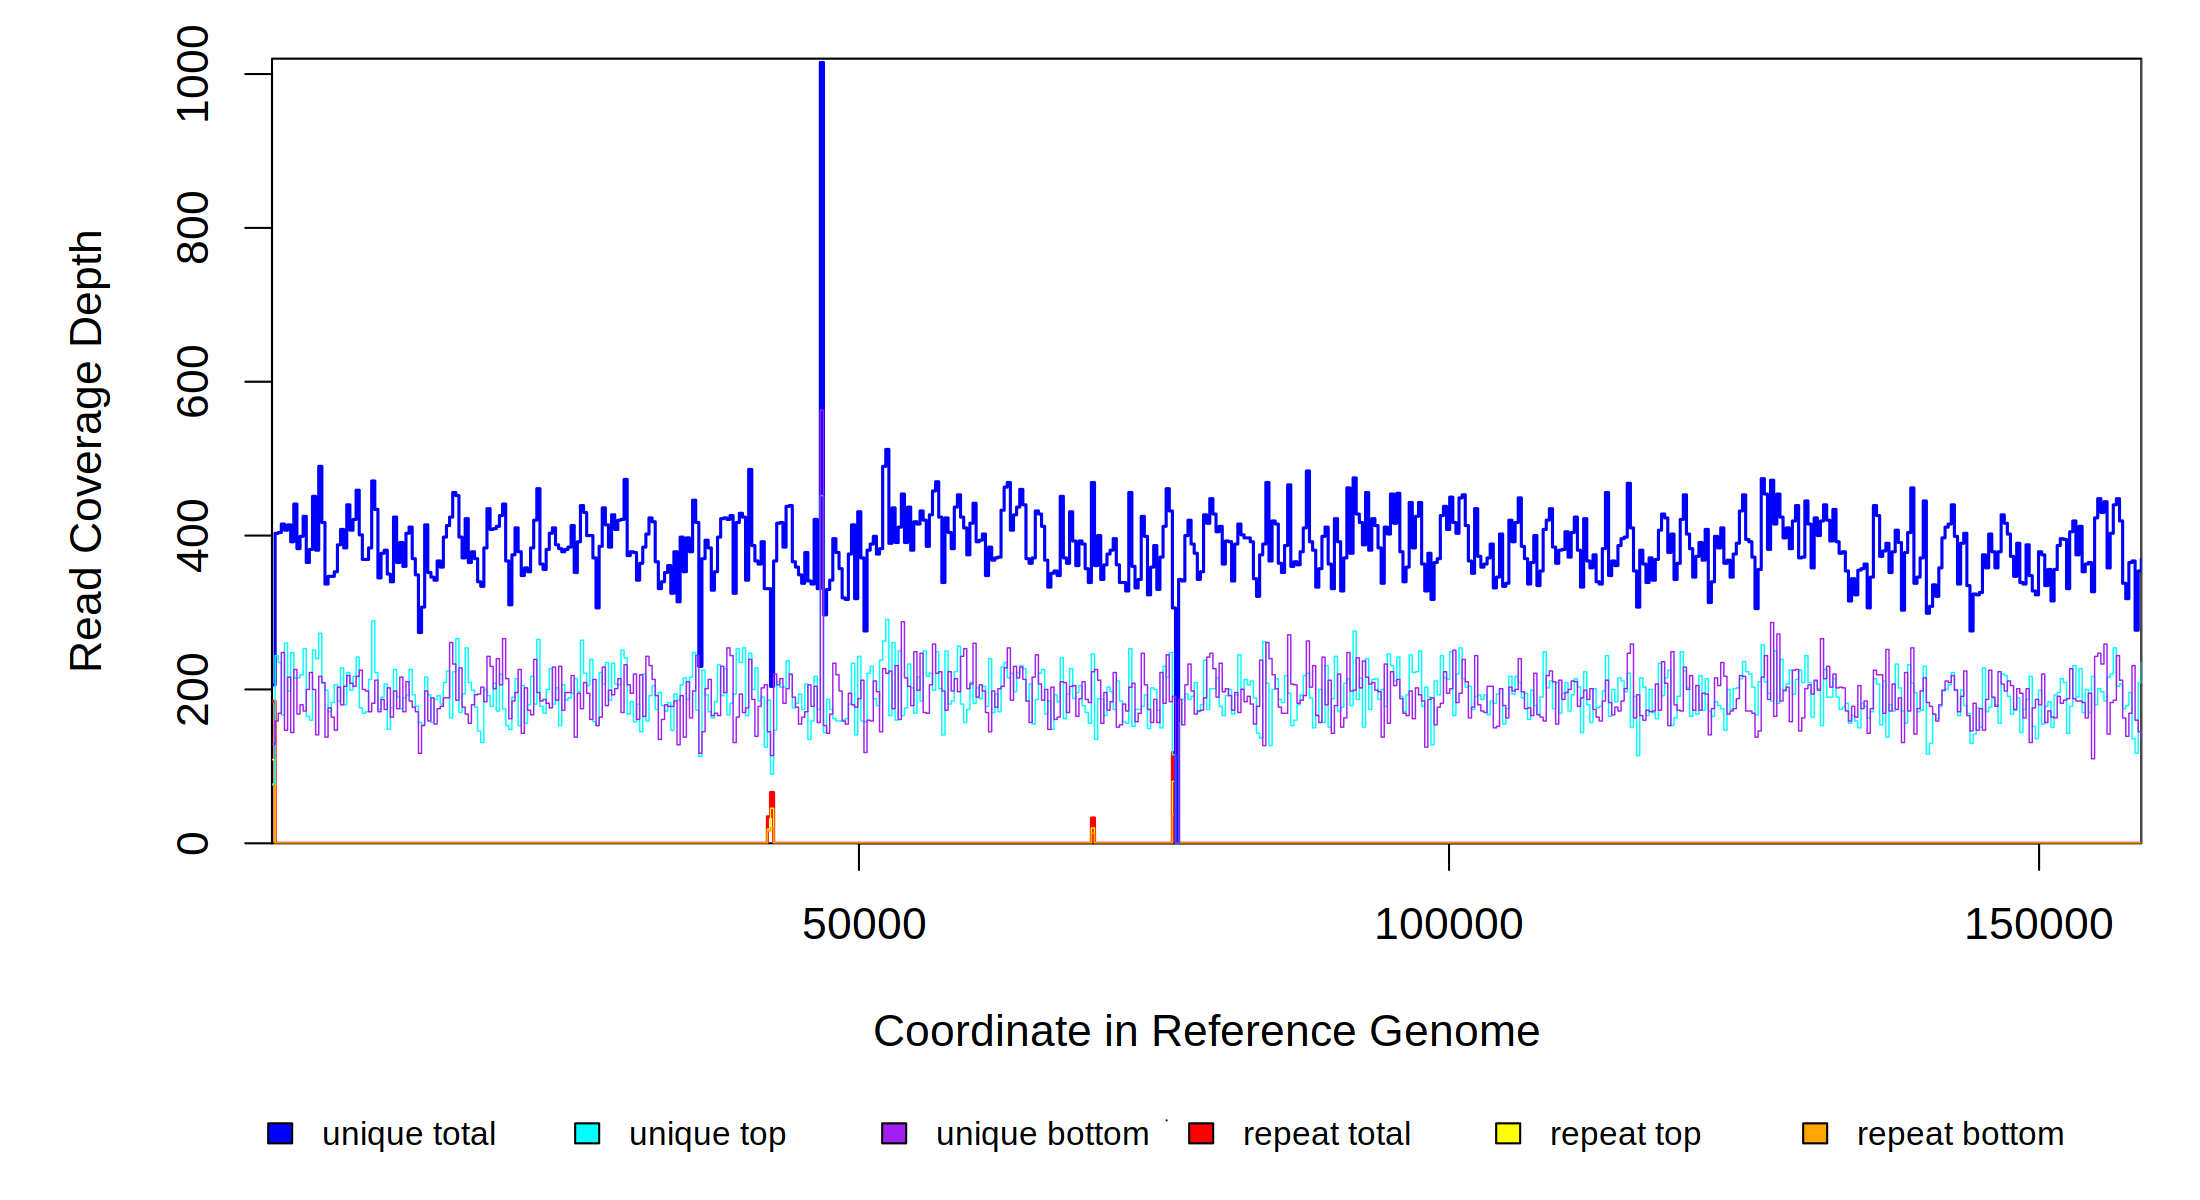 1000
800
600
400
200
0
Read Coverage Depth
50000 100000 150000
Coordinate in Reference Genome
unique total unique top unique bottom repeat total repeat top repeat bottom